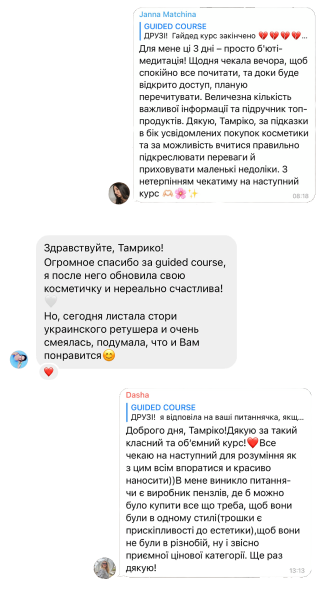 Janna Matchina
GUIDED COURSE
ДРУЗІ! Гайдед курс закінчено 💔💔💔💔...
Для мене ці 3 дні – просто б'юті-
медитація! Щодня чекала вечора, щоб
спокійно все почитати, та доки буде
відкрито доступ, планую
перечитувати. Величезна кількість
важливої інформації та підручник топ-
продуктів. Дякую, Тамріко, за підказки
в бік усвідомлених покупок косметики
та за можливість вчитися правильно
підкреслювати переваги й
приховувати маленькі недоліки. З
нетерпінням чекатиму на наступний
курс 🫶🏻🌸✨
08:18
Здравствуйте, Тамрико!
Огромное спасибо за guided course,
я после него обновила свою
косметичку и нереально счастлива!
🤍
Но, сегодня листала стори
украинского ретушера и очень
смеялась, подумала, что и Вам
понравится😊
❤️
Dasha
GUIDED COURSE
ДРУЗІ! я відповіла на ваші питаннячка, якщ...
Доброго дня, Тамріко!Дякую за такий
класний та об'ємний курс!❤️Все
чекаю на наступний для розуміння як
з цим всім впоратися и красиво
наносити))В мене виникло питання-
чи є виробник пензлів, де б можно
було купити все що треба, щоб вони
були в одному стилі(трошки є
прискіпливості до естетики),щоб вони
не були в різнобій, ну і звісно
приємної цінової категорії. Ще раз
дякую!
13:13